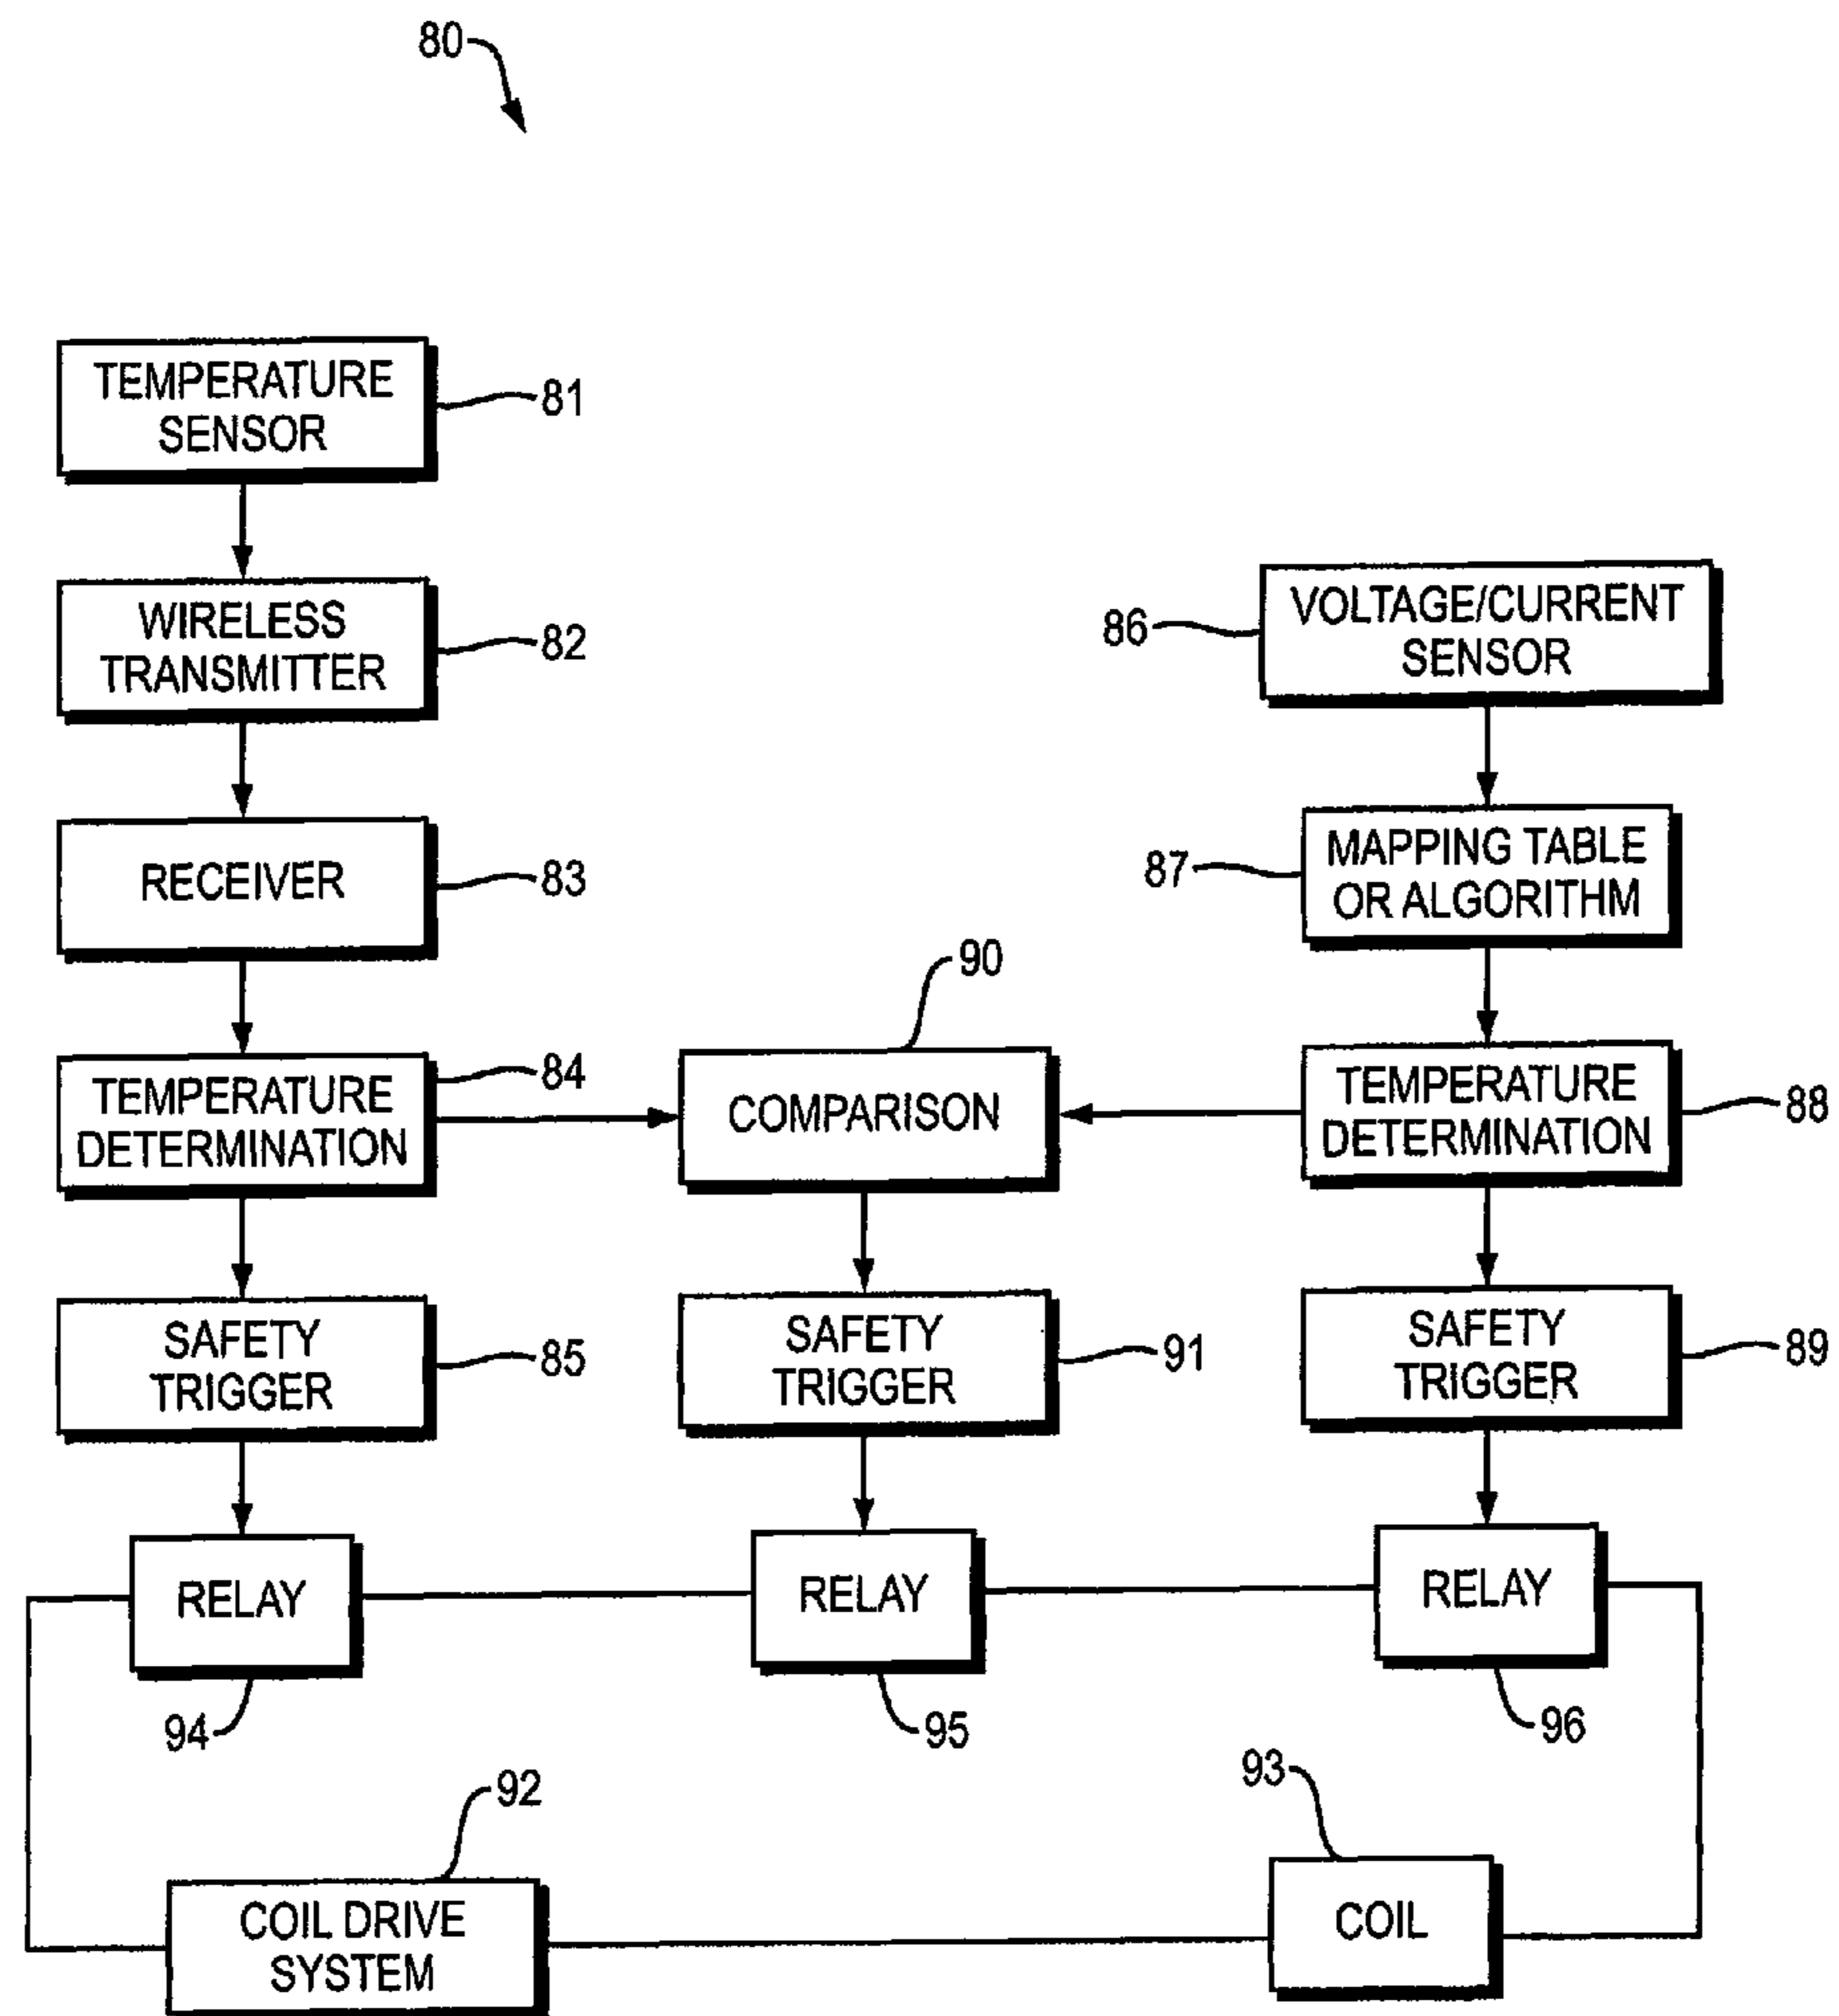 80
TEMPERATURE
SENSOR
81
WIRELESS
TRANSMITTER
82
86
VOLTAGE/CURRENT
SENSOR
RECEIVER
83
87
MAPPING TABLE
OR ALGORITHM
90
TEMPERATURE
DETERMINATION
84
COMPARISON
TEMPERATURE
DETERMINATION
88
SAFETY
TRIGGER
85
SAFETY
TRIGGER
91
SAFETY
TRIGGER
89
RELAY
RELAY
RELAY
94
95
96
92
93
COIL DRIVE
SYSTEM
COIL